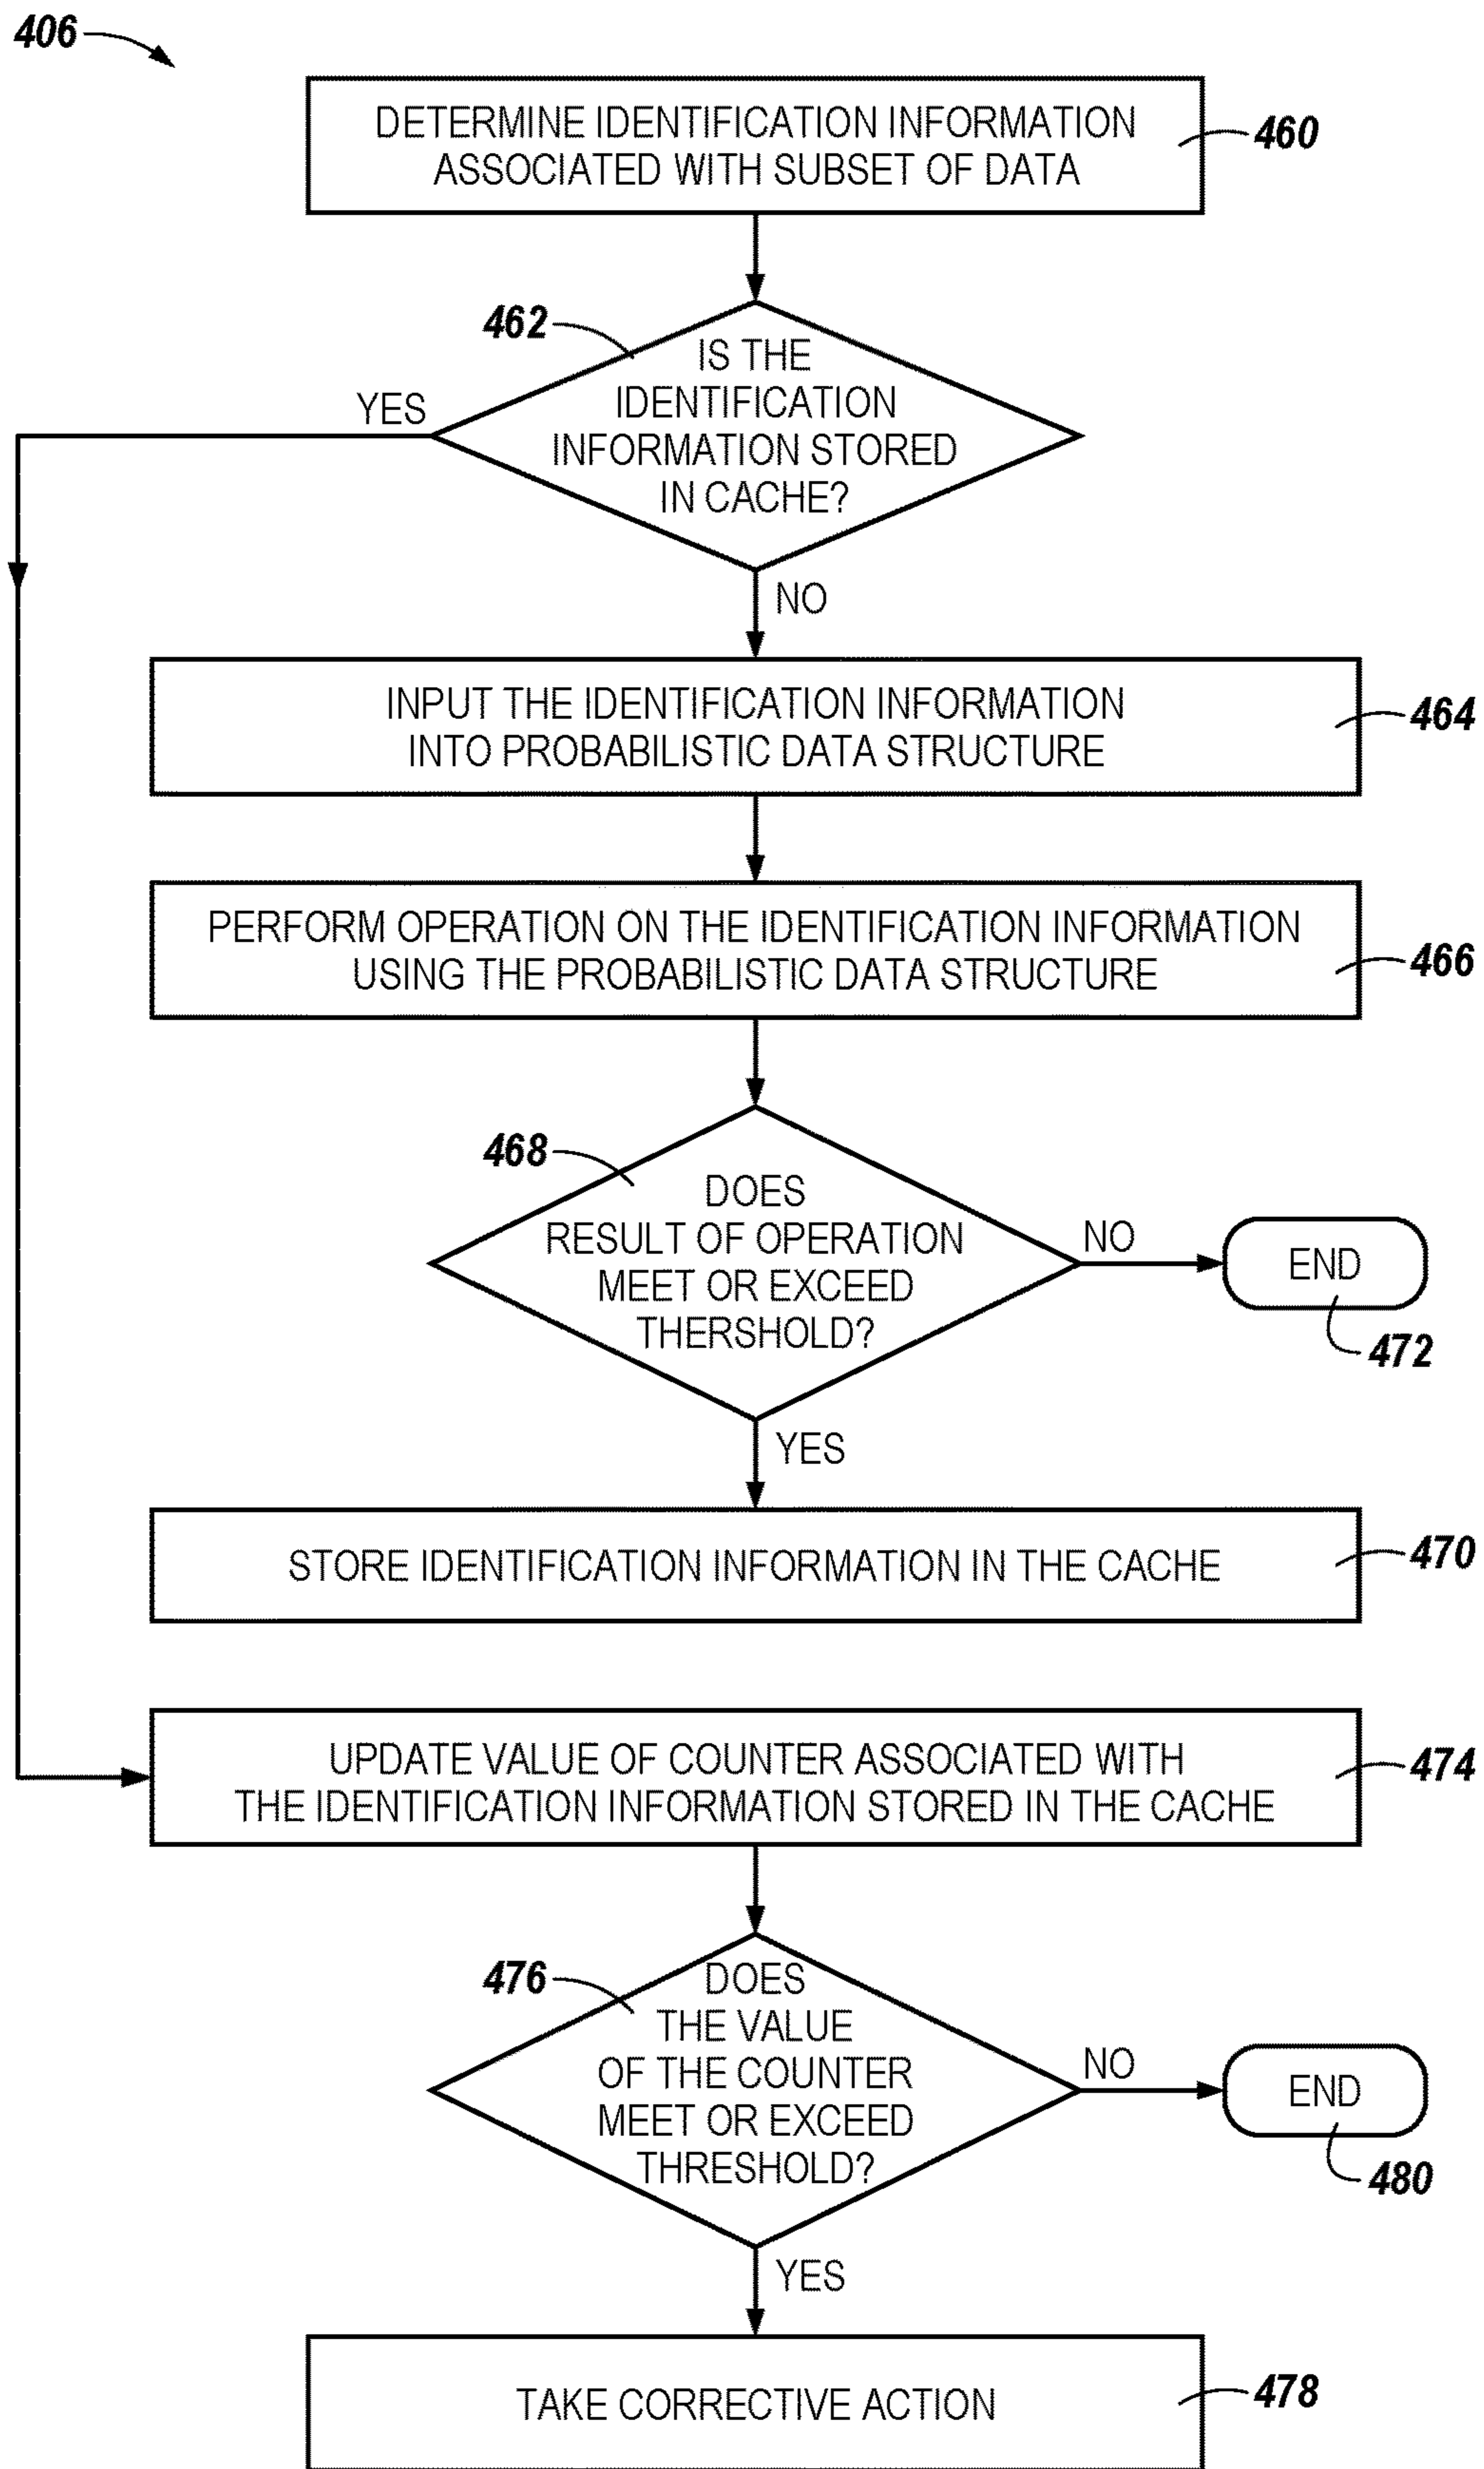 406
DETERMINE IDENTIFICATION INFORMATION
ASSOCIATED WITH SUBSET OF DATA
460
462
IS THE
IDENTIFICATION
INFORMATION STORED
IN CACHE?
YES
NO
INPUT THE IDENTIFICATION INFORMATION
INTO PROBABILISTIC DATA STRUCTURE
464
PERFORM OPERATION ON THE IDENTIFICATION INFORMATION
USING THE PROBABILISTIC DATA STRUCTURE
466
468
DOES
RESULT OF OPERATION
MEET OR EXCEED
THERSHOLD?
NO
END
472
YES
STORE IDENTIFICATION INFORMATION IN THE CACHE
470
UPDATE VALUE OF COUNTER ASSOCIATED WITH
THE IDENTIFICATION INFORMATION STORED IN THE CACHE
474
476
DOES
THE VALUE
OF THE COUNTER
MEET OR EXCEED
THRESHOLD?
NO
END
480
YES
TAKE CORRECTIVE ACTION
478